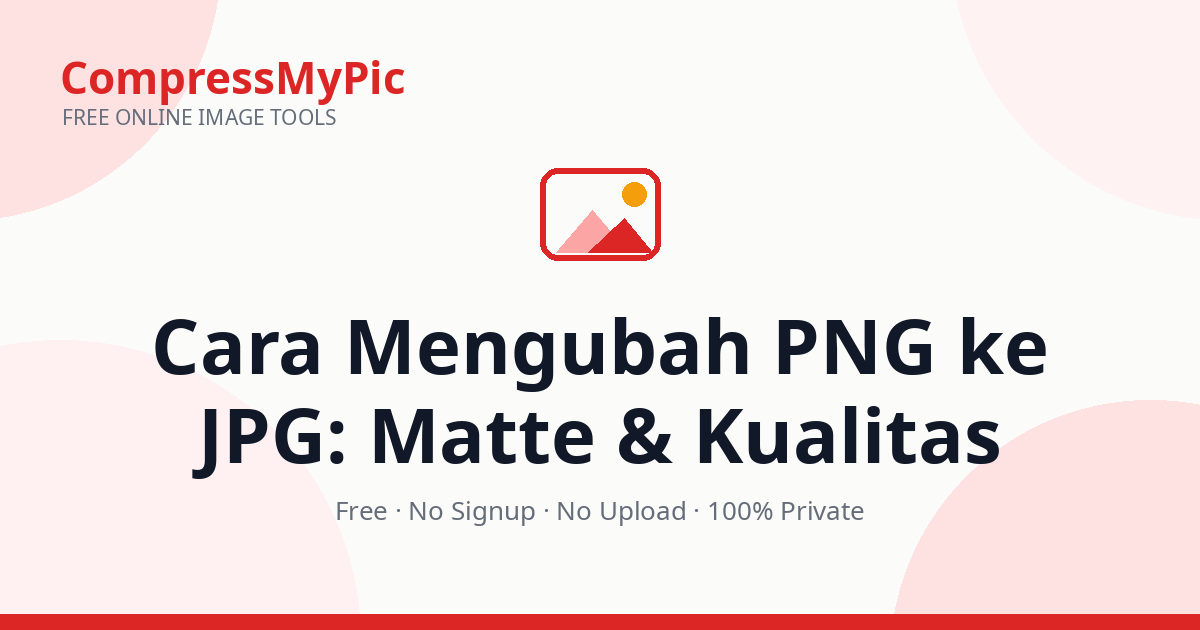 CompressMyPic
FREE ONLINE IMAGE TOOLS
Cara Mengubah PNG ke
JPG: Matte & Kualitas
Free · No Signup · No Upload · 100% Private